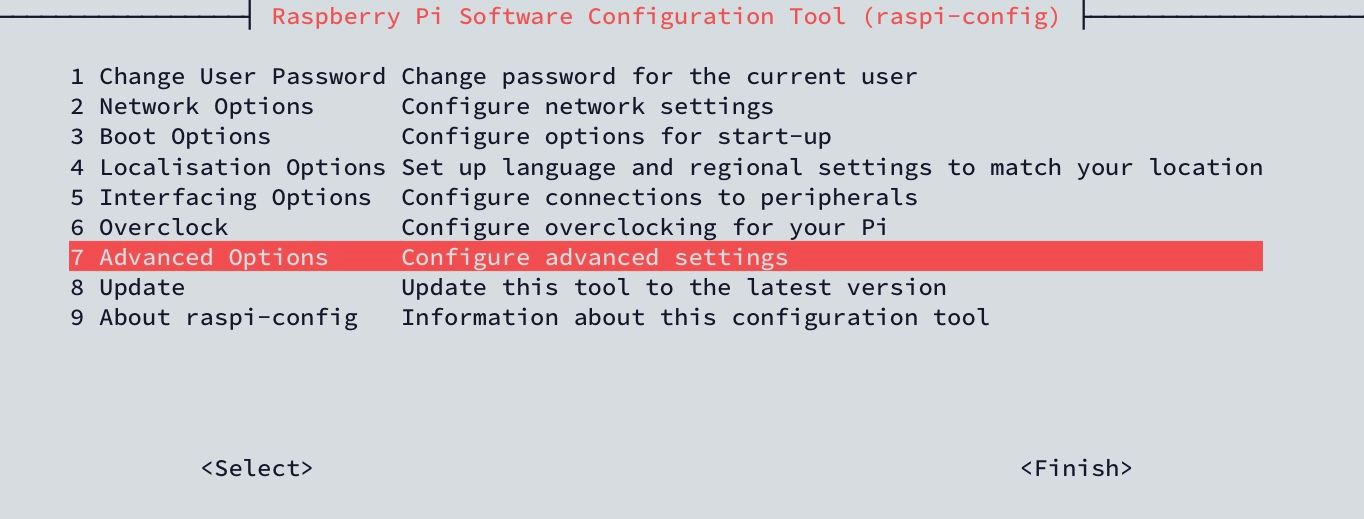 Raspberry Pi Software Configuration Tool (raspi-config)
1 Change User Password Change password for the current user
2 Network Options Configure network settings
3 Boot Options Configure options for start-up
4 Localisation Options Set up language and regional settings to match your location
5 Interfacing Options Configure connections to peripherals
6 Overclock Configure overclocking for your Pi
7 Advanced Options Configure advanced settings
8 Update Update this tool to the latest version
9 About raspi-config Information about this configuration tool
<Select> <Finish>